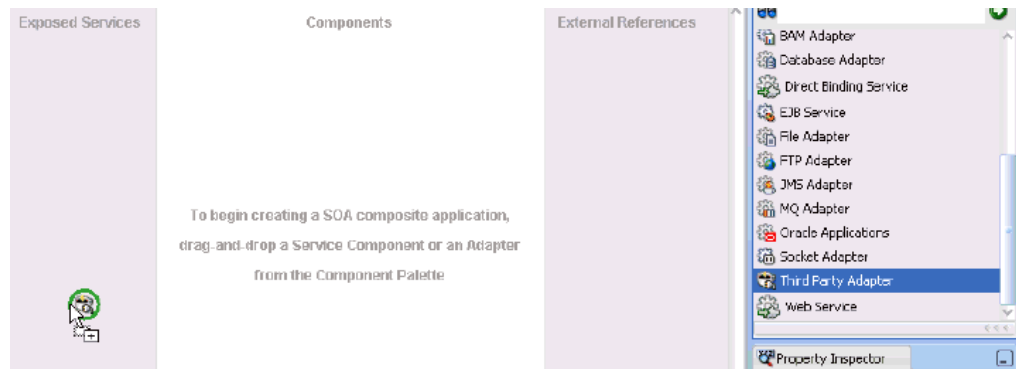 Exposed Services
Components
External References
To begin creating a SOA composite application,
drag-and-drop a Service Component or an Adapter
from the Component Palette
BAM Adapter
Database Adapter
Direct Binding Service
EJB Service
File Adapter
FTP Adapter
JMS Adapter
MQ Adapter
Oracle Applications
Socket Adapter
Third Party Adapter
Web Service
Property Inspector